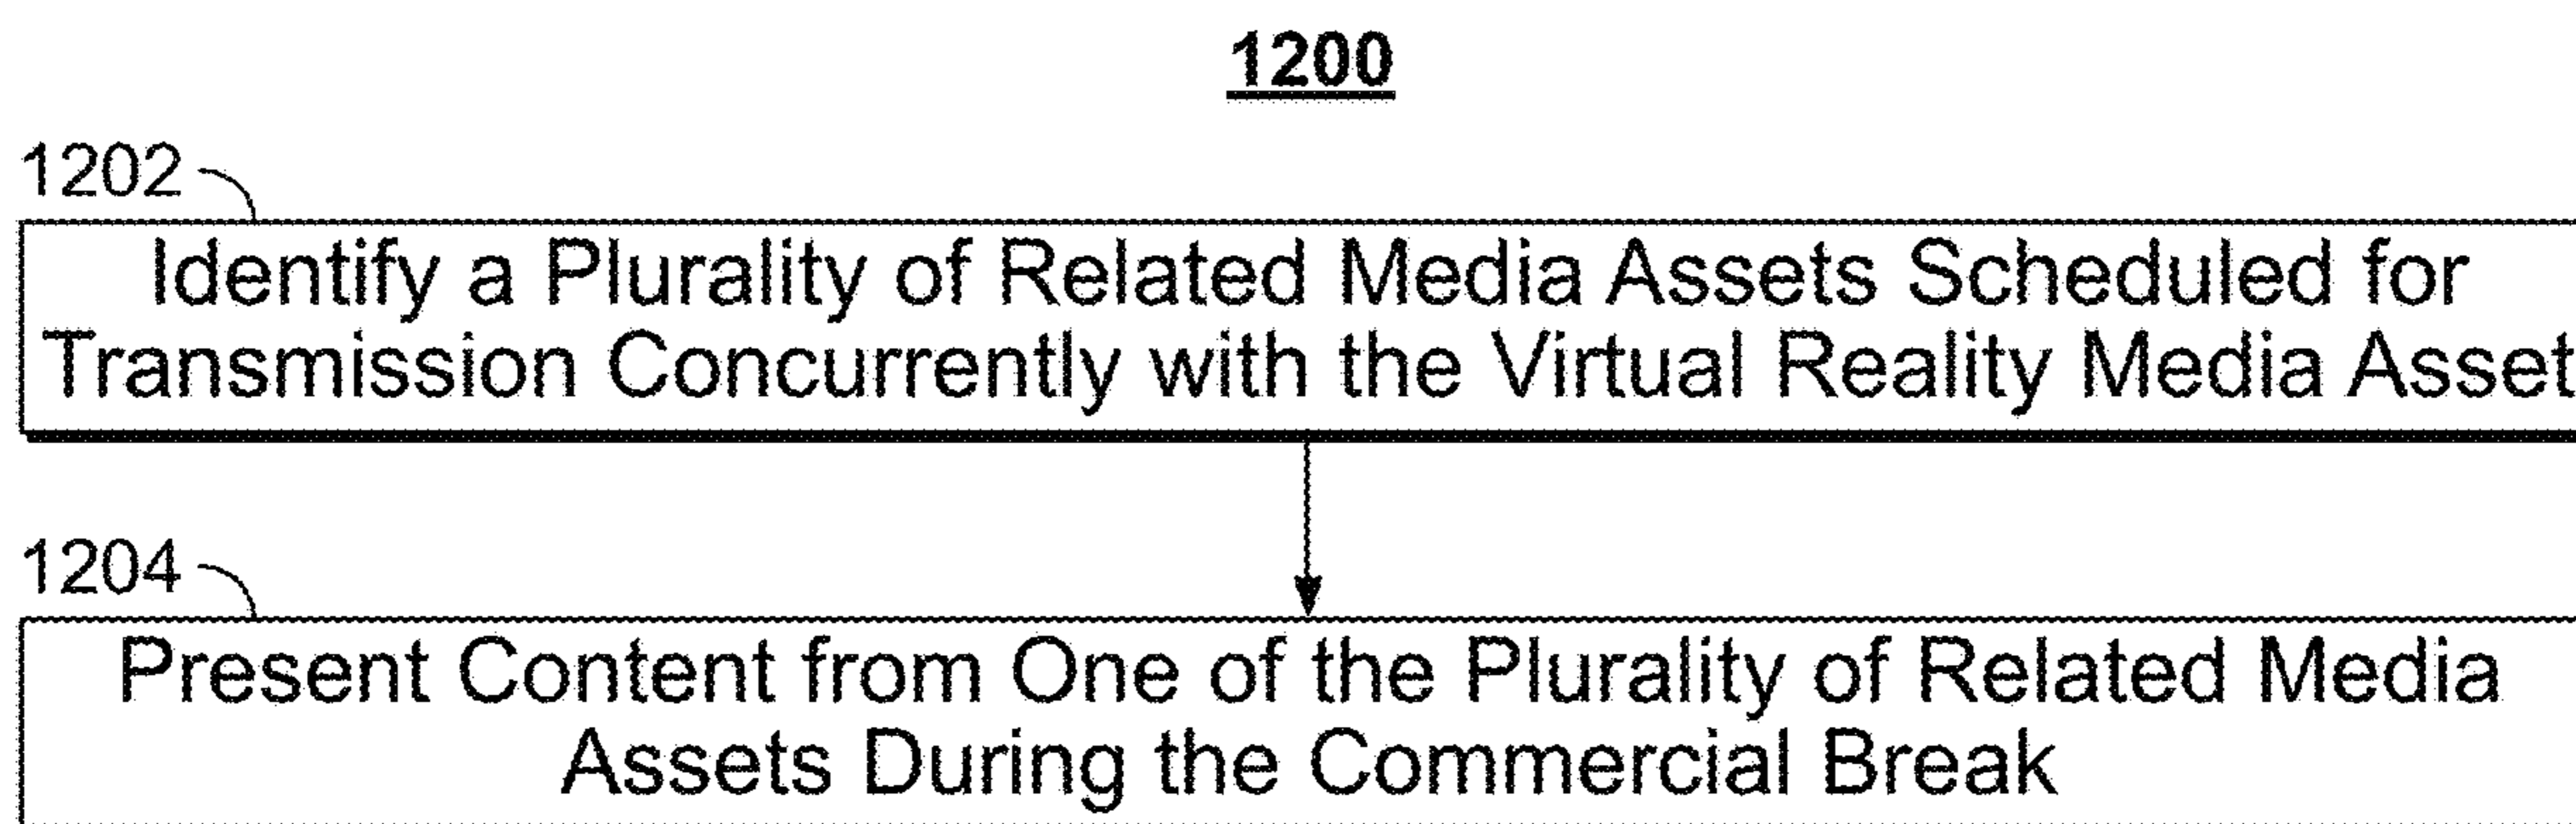 1200
1202
Identify a Plurality of Related Media Assets Scheduled for
Transmission Concurrently with the Virtual Reality Media Asset
1204
Present Content from One of the Plurality of Related Media
Assets During the Commercial Break